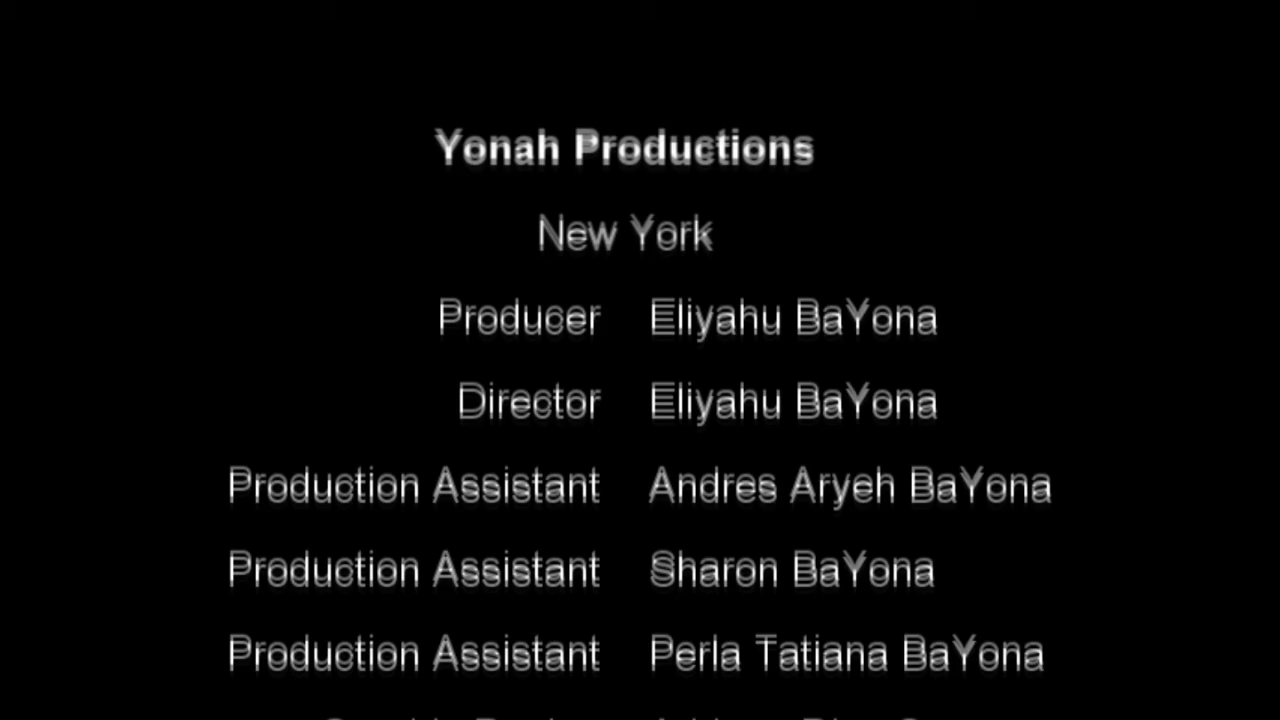 Yonah Productions
New York
Producer Eliyahu BaYona
Director Eliyahu BaYona
Production Assistant Andres Aryeh BaYona
Production Assistant Sharon BaYona
Production Assistant Perla Tatiana BaYona